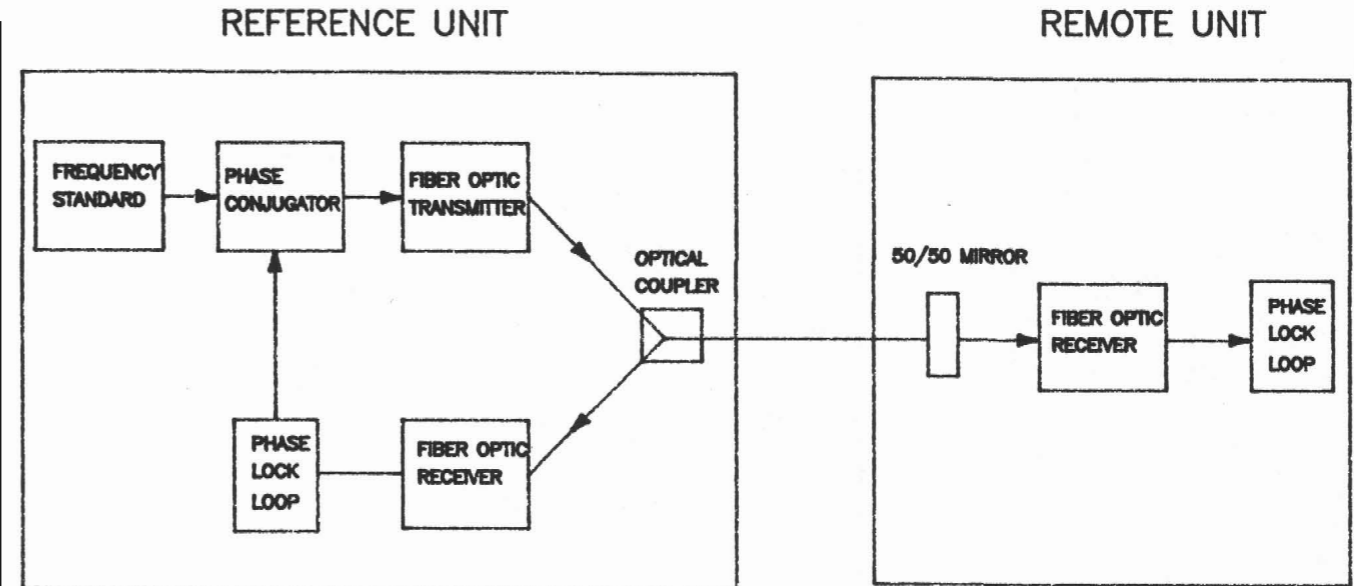 REFERENCE UNIT
REMOTE UNIT
FREQUENCY
STANDARD
PHASE
CONJUGATOR
FIBER OPTIC
TRANSMITTER
OPTICAL
COUPLER
PHASE
LOCK
LOOP
FIBER OPTIC
RECEIVER
50/50 MIRROR
FIBER OPTIC
RECEIVER
PHASE
LOCK
LOOP